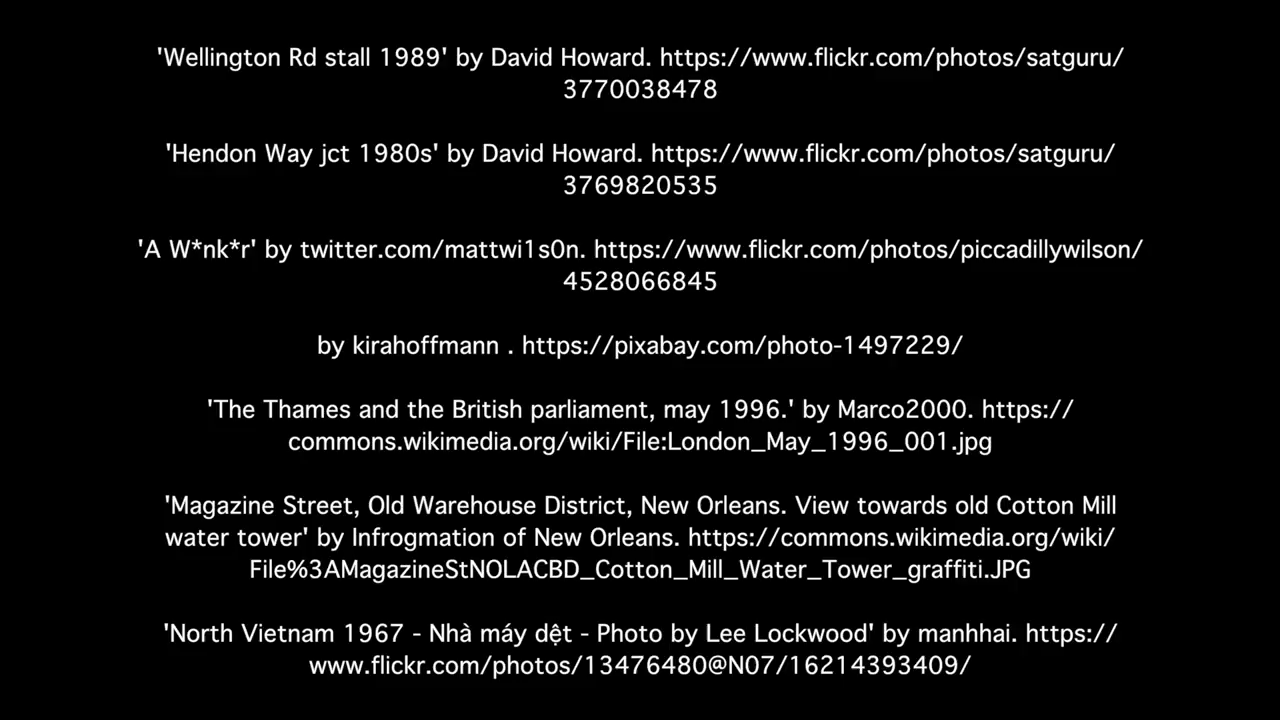 'Wellington Rd stall 1989' by David Howard. https://www.flickr.com/photos/satguru/
3770038478
'Hendon Way jct 1980s' by David Howard. https://www.flickr.com/photos/satguru/
3769820535
'A W*nk*r' by twitter.com/mattwi1s0n. https://www.flickr.com/photos/piccadillywilson/
4528066845
by kirahoffmann . https://pixabay.com/photo-1497229/
'The Thames and the British parliament, may 1996.' by Marco2000. https://
commons.wikimedia.org/wiki/File:London_May_1996_001.jpg
'Magazine Street, Old Warehouse District, New Orleans. View towards old Cotton Mill
water tower' by Infrogmation of New Orleans. https://commons.wikimedia.org/wiki/
File%3AMagazineStNOLACBD_Cotton_Mill_Water_Tower_graffiti.JPG
'North Vietnam 1967 - Nhà máy dệt - Photo by Lee Lockwood' by manhhai. https://
www.flickr.com/photos/13476480@N07/16214393409/